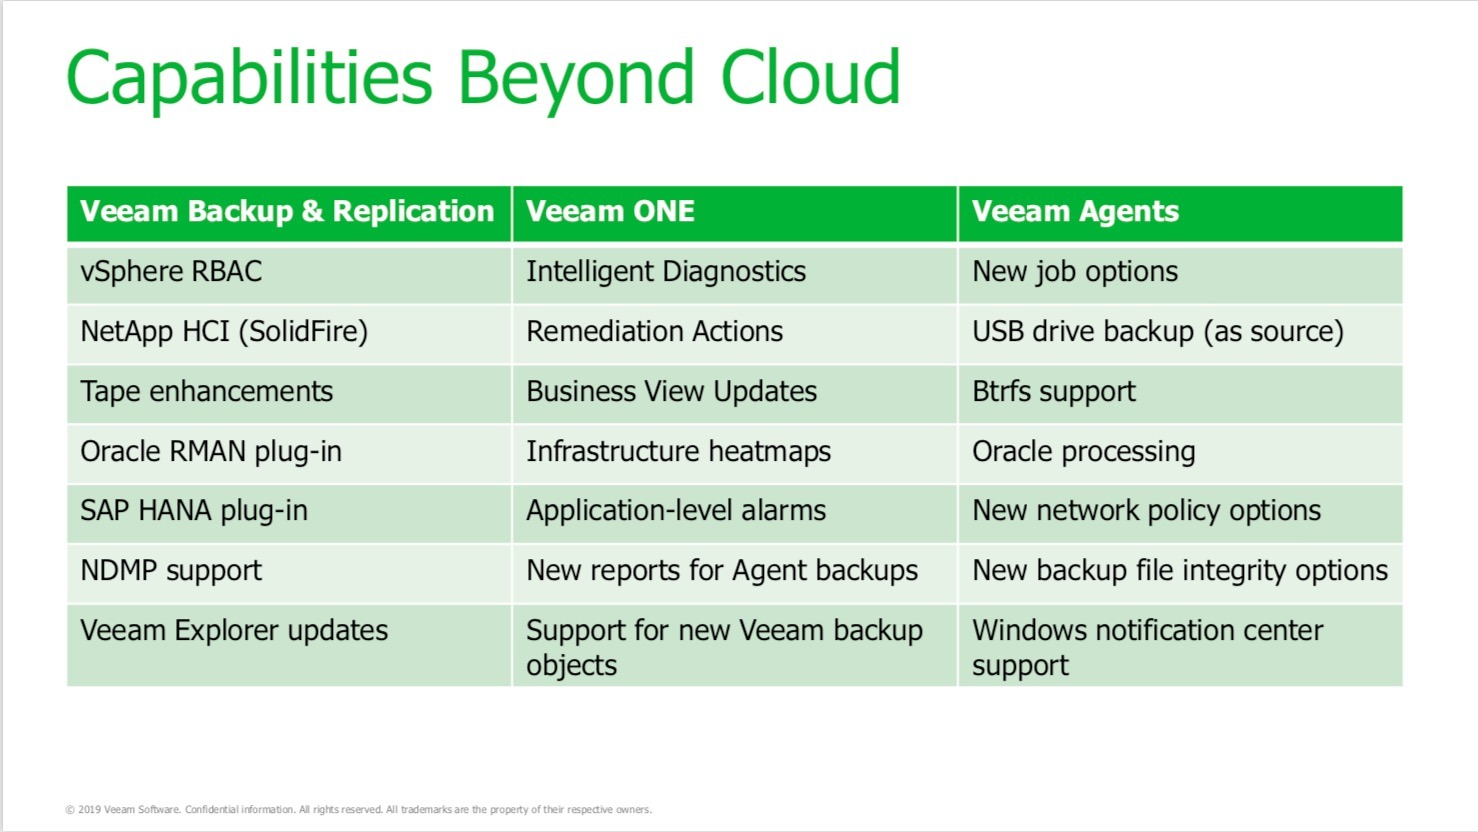 Capabilities Beyond Cloud
Veeam Backup & Replication Veeam ONE Veeam Agents
vSphere RBAC Intelligent Diagnostics New job options
NetApp HCI (SolidFire) Remediation Actions USB drive backup (as source)
Tape enhancements Business View Updates Btrfs support
Oracle RMAN plug-in Infrastructure heatmaps Oracle processing
SAP HANA plug-in Application-level alarms New network policy options
NDMP support New reports for Agent backups New backup file integrity options
Veeam Explorer updates Support for new Veeam backup Windows notification center
objects support
© 2019 Veeam Software. Confidential information. All rights reserved. All trademarks are the property of their respective owners.